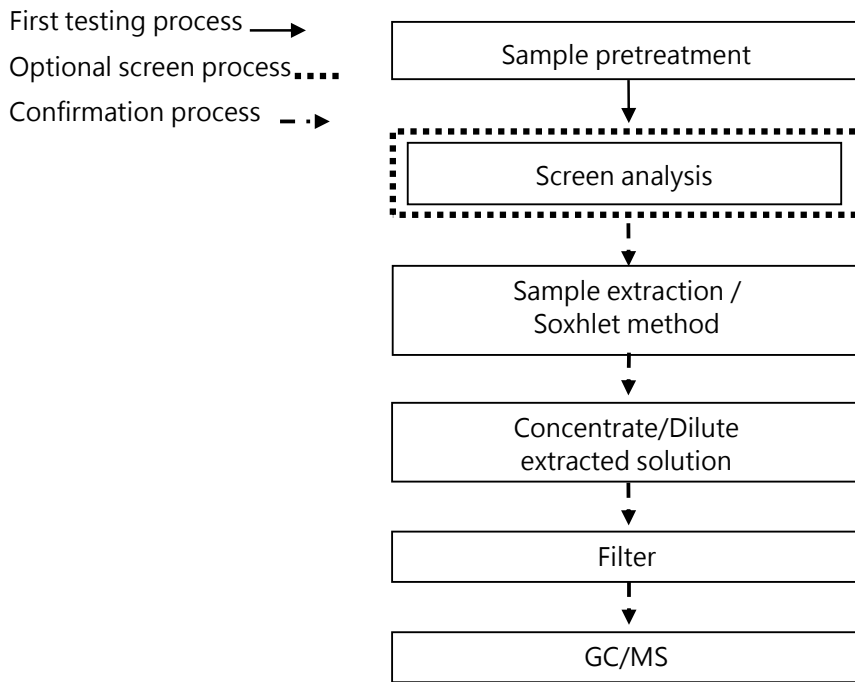 First testing process
Optional screen process
Confirmation process
Sample pretreatment
Screen analysis
Sample extraction /
Soxhlet method
Concentrate/Dilute
extracted solution
Filter
GC/MS